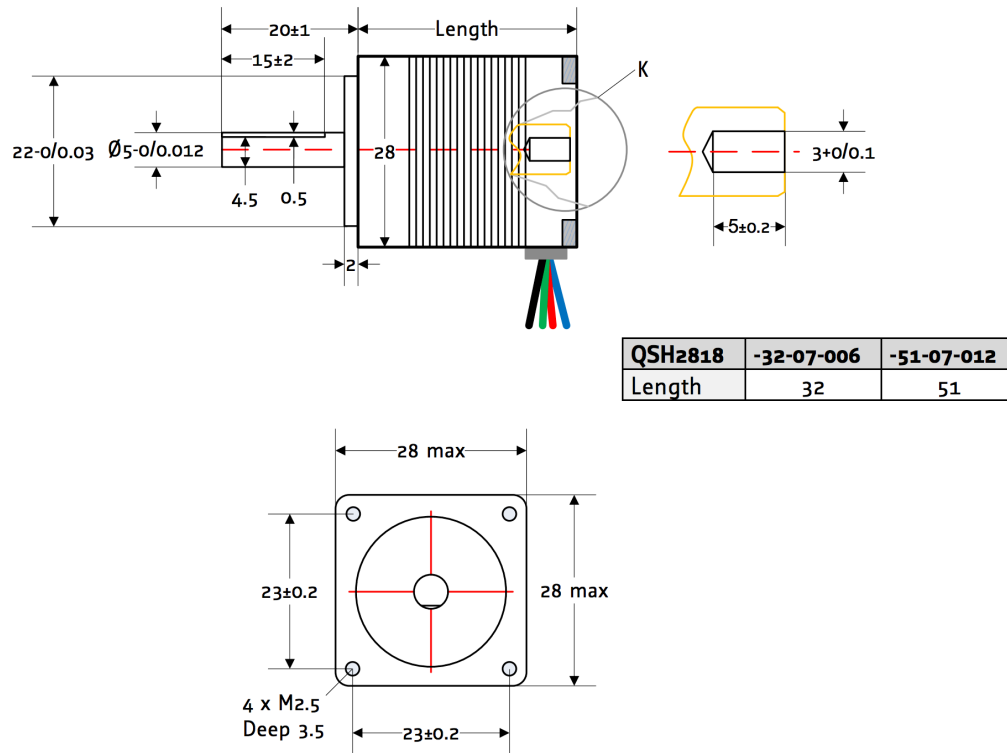 20±1
Length
15±2
K
22-0/0.03
Ø5-0/0.012
28
3+0/0.1
4.5
0.5
5±0.2
2
QSH2818 -32-07-006 -51-07-012
Length 32 51
28 max
23±0.2
28 max
4 x M2.5
Deep 3.5
23±0.2